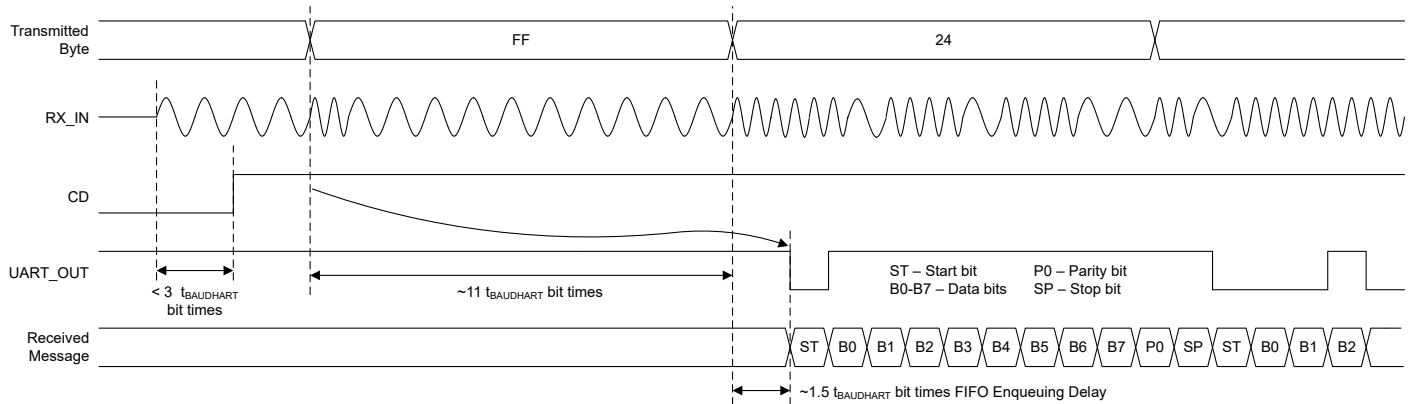 Transmitted
Byte
FF
24
RX_IN
CD
UART_OUT
ST – Start bit
P0 – Parity bit
B0-B7 – Data bits
SP – Stop bit
< 3 tBAUDHART
bit times
~11 tBAUDHART bit times
Received
Message
ST B0 B1 B2 B3 B4 B5 B6 B7 P0 SP ST B0 B1 B2
~1.5 tBAUDHART bit times FIFO Enqueuing Delay